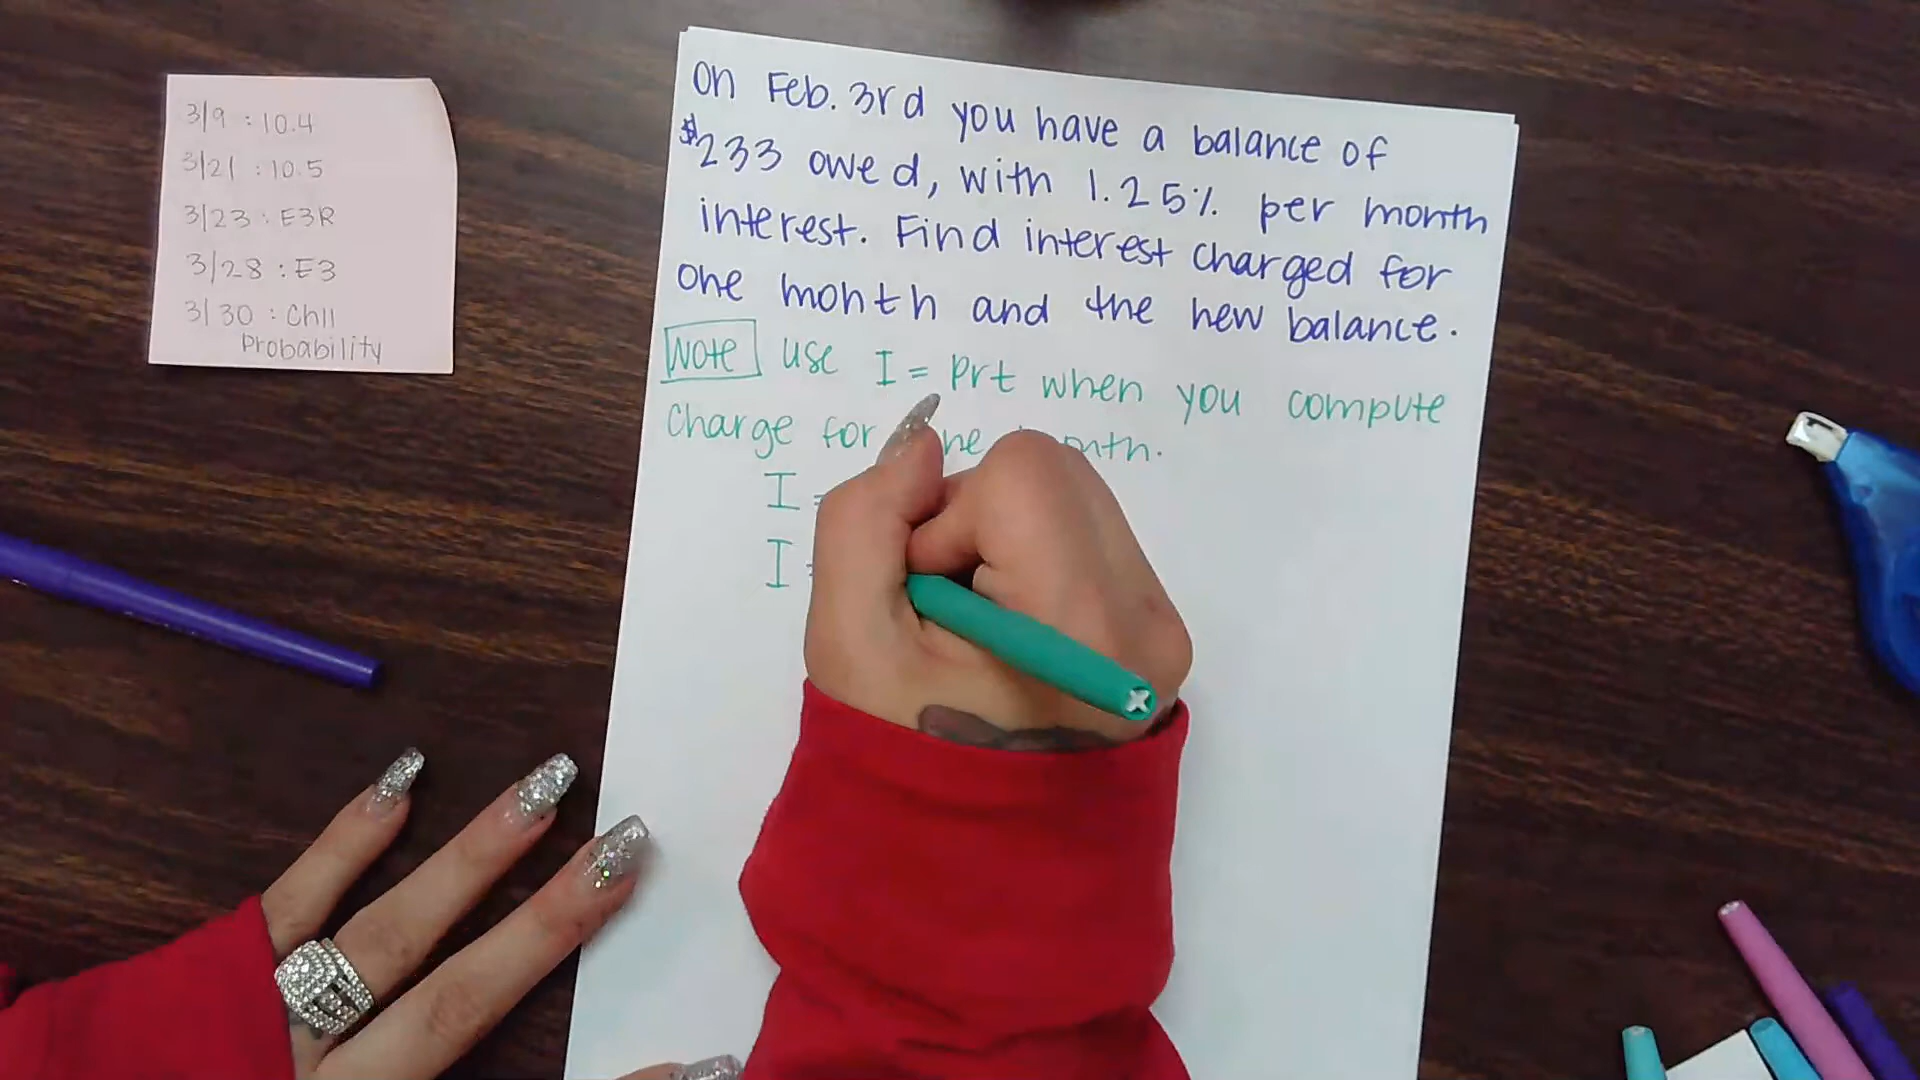 3/9 : 10.4
3/21 : 10.5
3/23 : E3R
3/28 : E3
3/30 : Ch11
Probability
On Feb. 3rd you have a balance of
$233 owed, with 1.25% per month
interest. Find interest charged for
one month and the new balance.
Note use I = Prt when you compute
Charge for
I =
I =